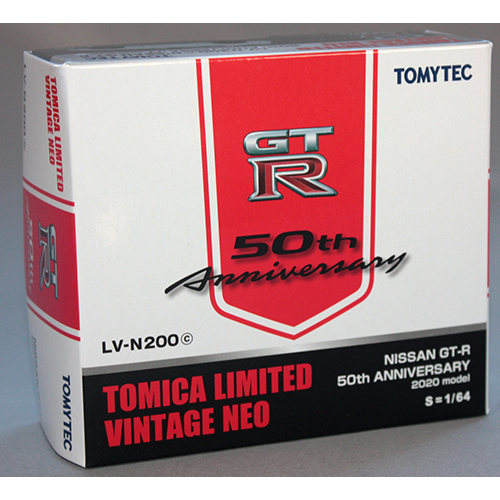 TOMYTEC
GT
R
50th
Anniversary
LV-N200 ©
NISSAN GT-R
50th ANNIVERSARY
2020 model
S=1/64
TOMICA LIMITED
VINTAGE NEO
TOMICA LIMITED
VINTAGE NEO
GT
R
TOMYTEC